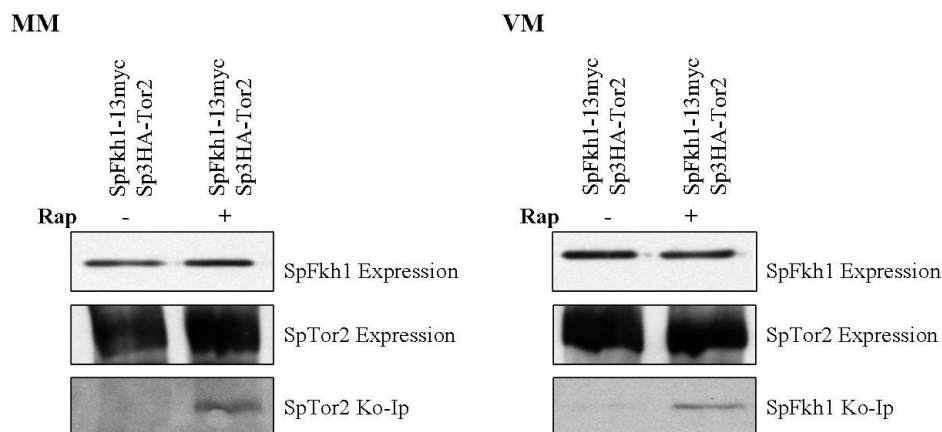 MM
SpFkh1-13myc
Sp3HA-Tor2
SpFkh1-13myc
Sp3HA-Tor2
Rap - +
SpFkh1 Expression
SpTor2 Expression
SpTor2 Ko-Ip
VM
SpFkh1-13myc
Sp3HA-Tor2
SpFkh1-13myc
Sp3HA-Tor2
Rap - +
SpFkh1 Expression
SpTor2 Expression
SpFkh1 Ko-Ip